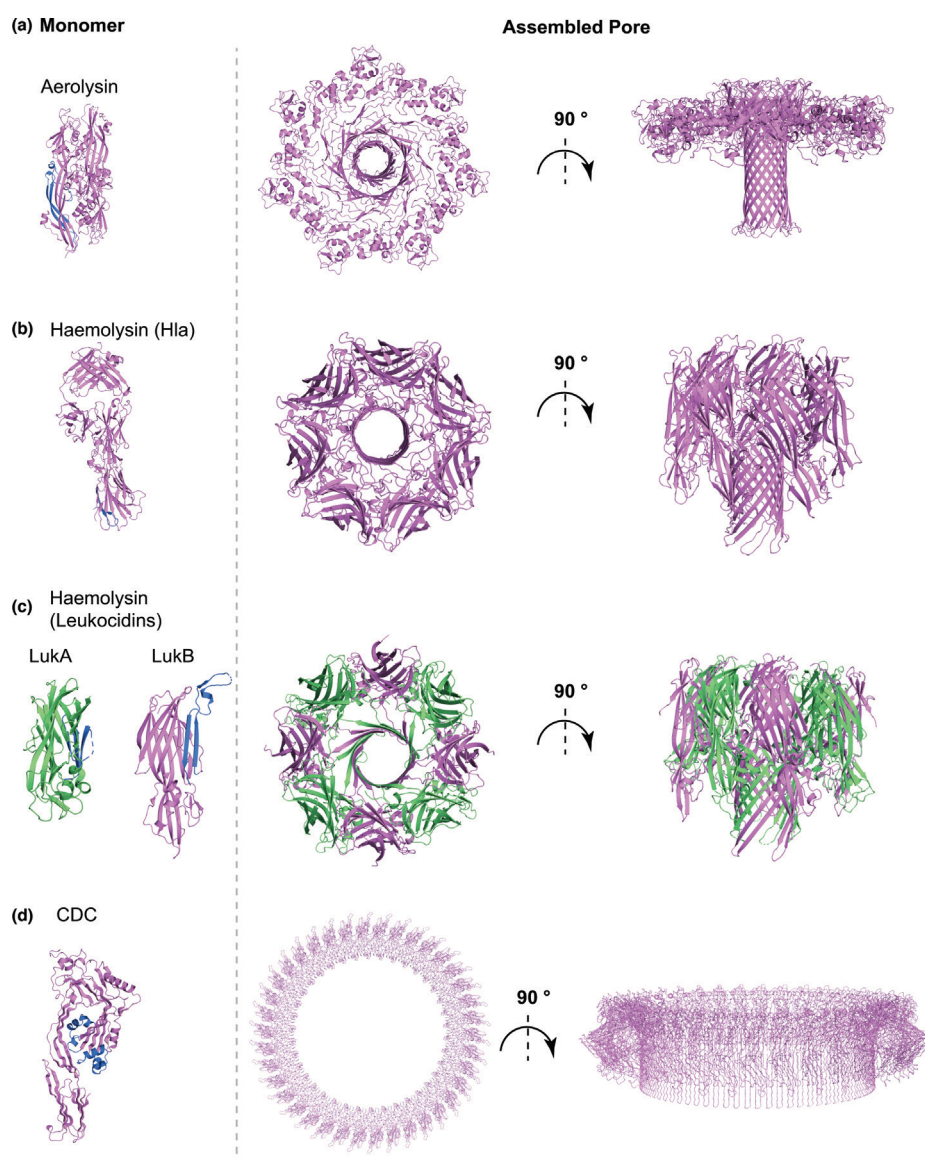 (a) Monomer
Assembled Pore
Aerolysin
90 °
(b) Haemolysin (Hla)
90 °
(c) Haemolysin
(Leukocidins)
LukA
LukB
90 °
(d) CDC
90 °